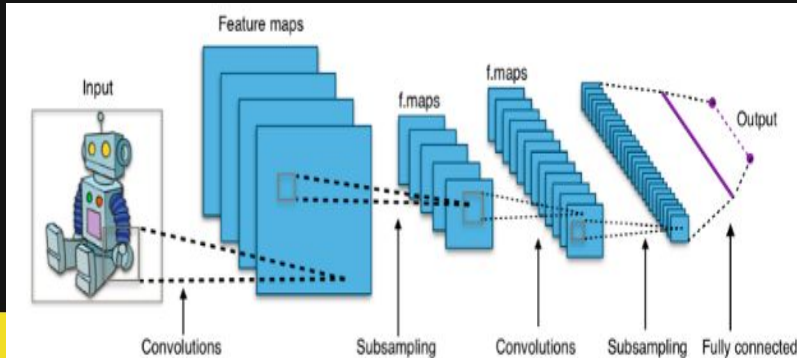 Feature maps
Input
f.maps
f.maps
Output
Convolutions
Subsampling
Convolutions
Subsampling
Fully connected